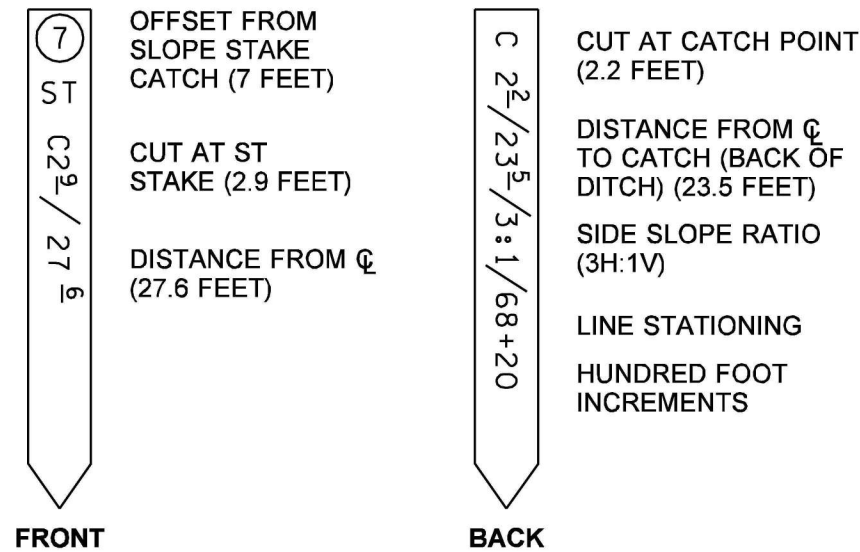 7
ST
C2 9/ 27 6
OFFSET FROM
SLOPE STAKE
CATCH (7 FEET)
CUT AT ST
STAKE (2.9 FEET)
DISTANCE FROM ℄
(27.6 FEET)
FRONT
C 2 2/23 5/3:1/68+20
CUT AT CATCH POINT
(2.2 FEET)
DISTANCE FROM ℄
TO CATCH (BACK OF
DITCH) (23.5 FEET)
SIDE SLOPE RATIO
(3H:1V)
LINE STATIONING
HUNDRED FOOT
INCREMENTS
BACK